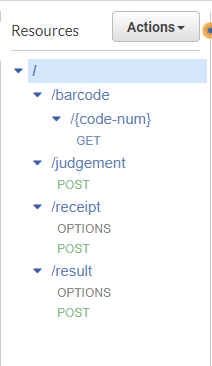 Resources
Actions
/
/barcode
/{code-num}
GET
/judgement
POST
/receipt
OPTIONS
POST
/result
OPTIONS
POST